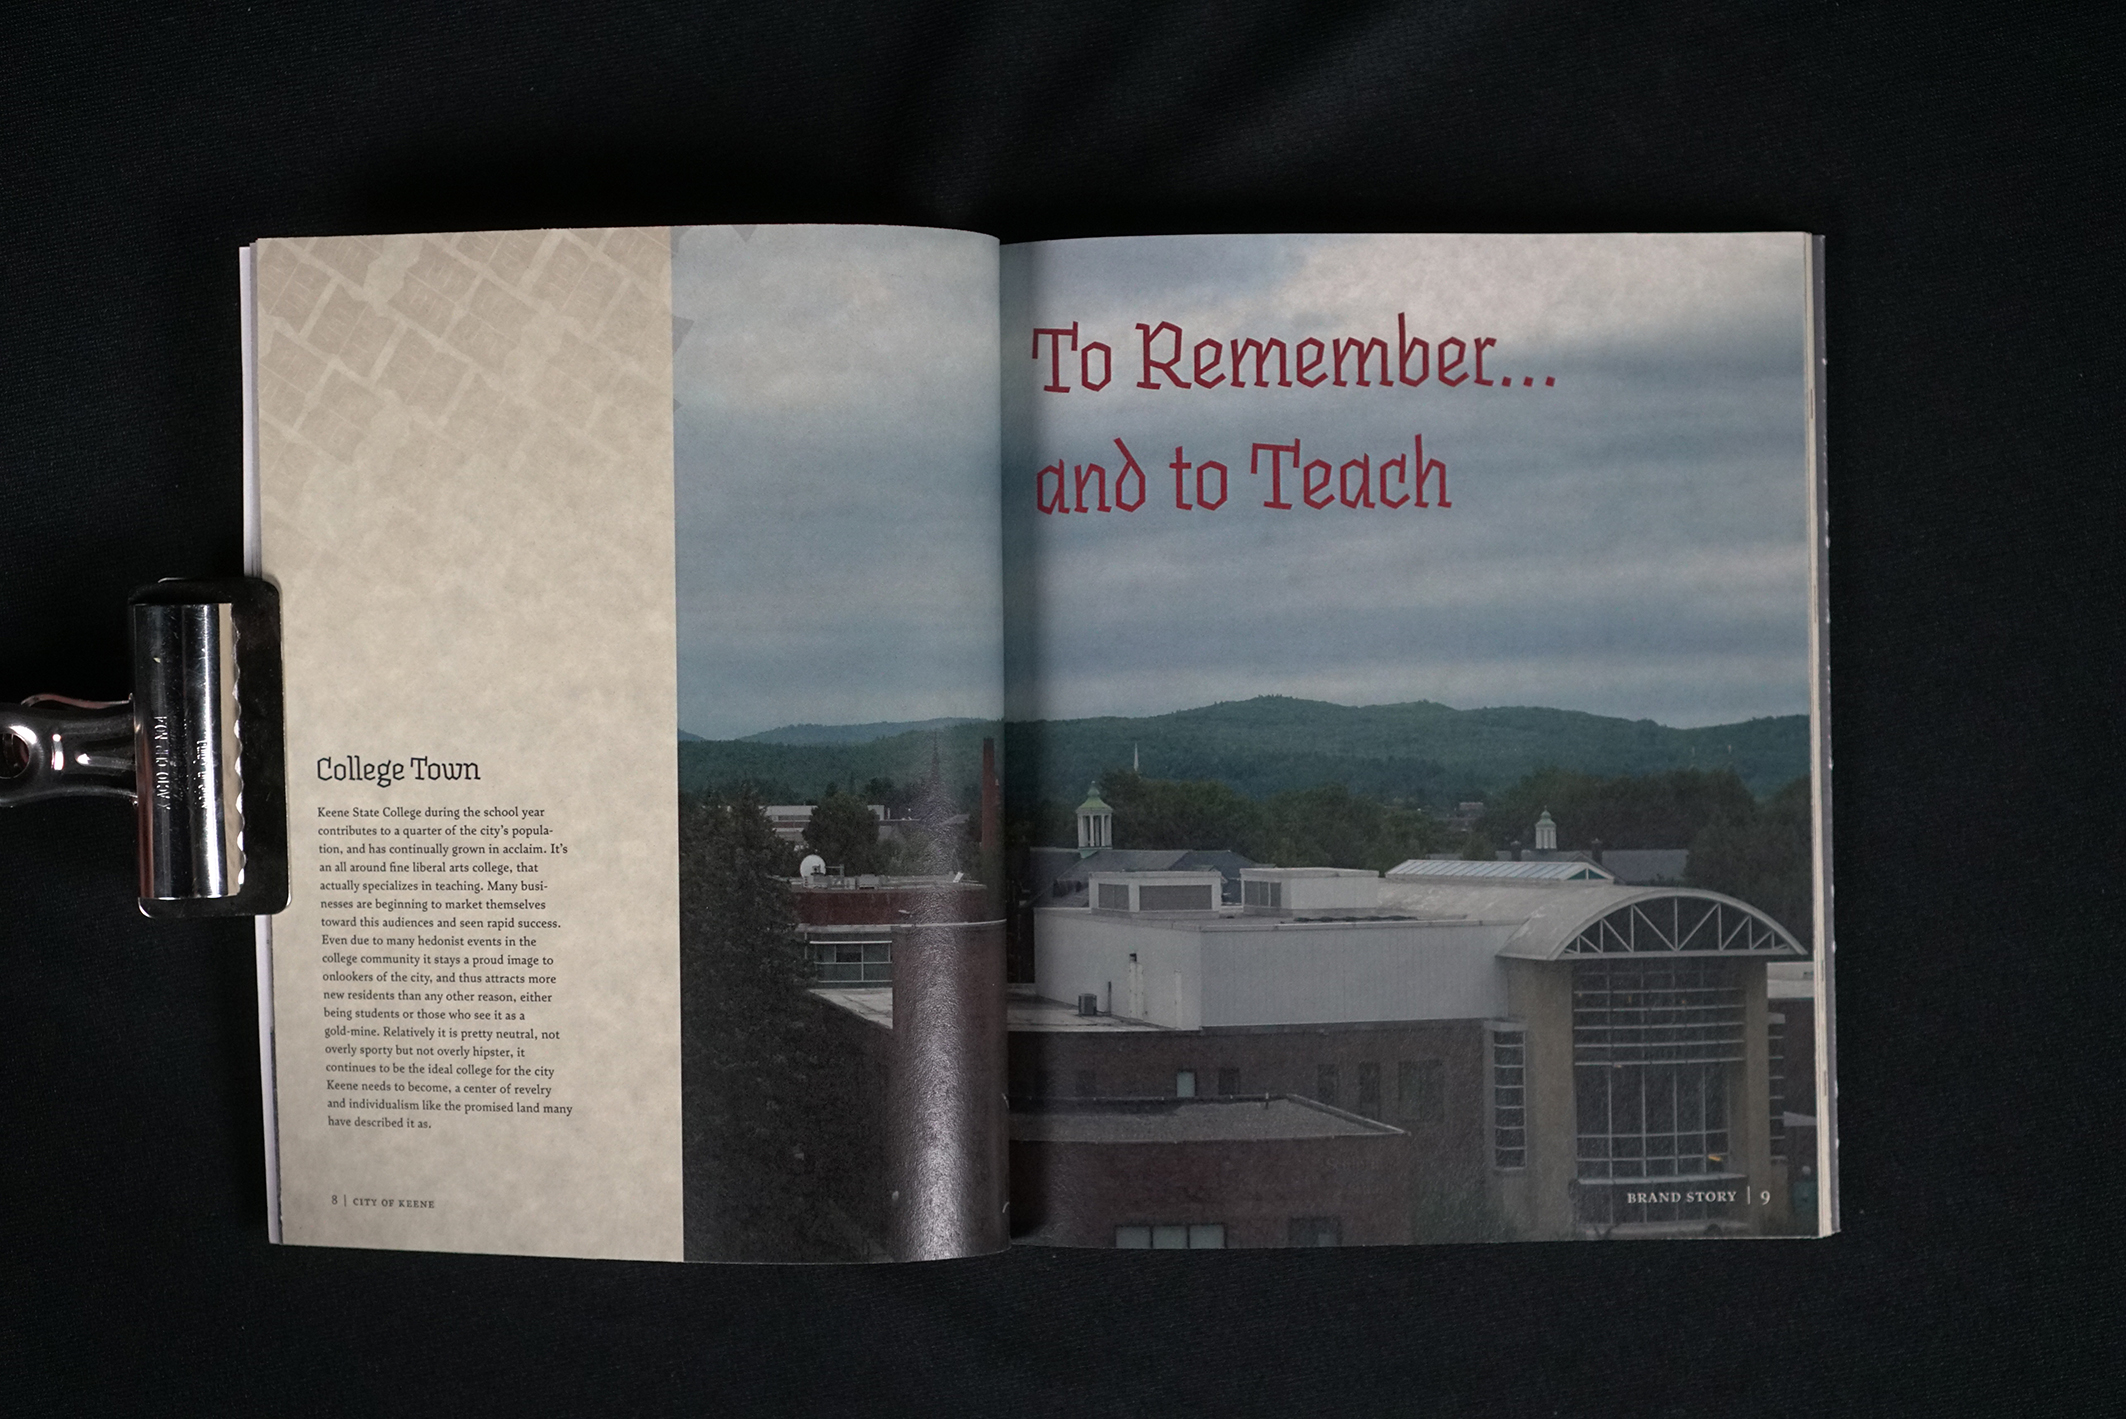 College Town
Keene State College during the school year
contributes to a quarter of the city's popula-
tion, and has continually grown in acclaim. It's
an all around fine liberal arts college, that
actually specializes in teaching. Many busi-
nesses are beginning to market themselves
toward this audiences and seen rapid success.
Even due to many hedonist events in the
college community it stays a proud image to
onlookers of the city, and thus attracts more
new residents than any other reason, either
being students or those who see it as a
gold-mine. Relatively it is pretty neutral, not
overly sporty but not overly hipster, it
continues to be the ideal college for the city
Keene needs to become, a center of revelry
and individualism like the promised land many
have described it as.
8 | CITY OF KEENE
To Remember...
and to Teach
BRAND STORY | 9